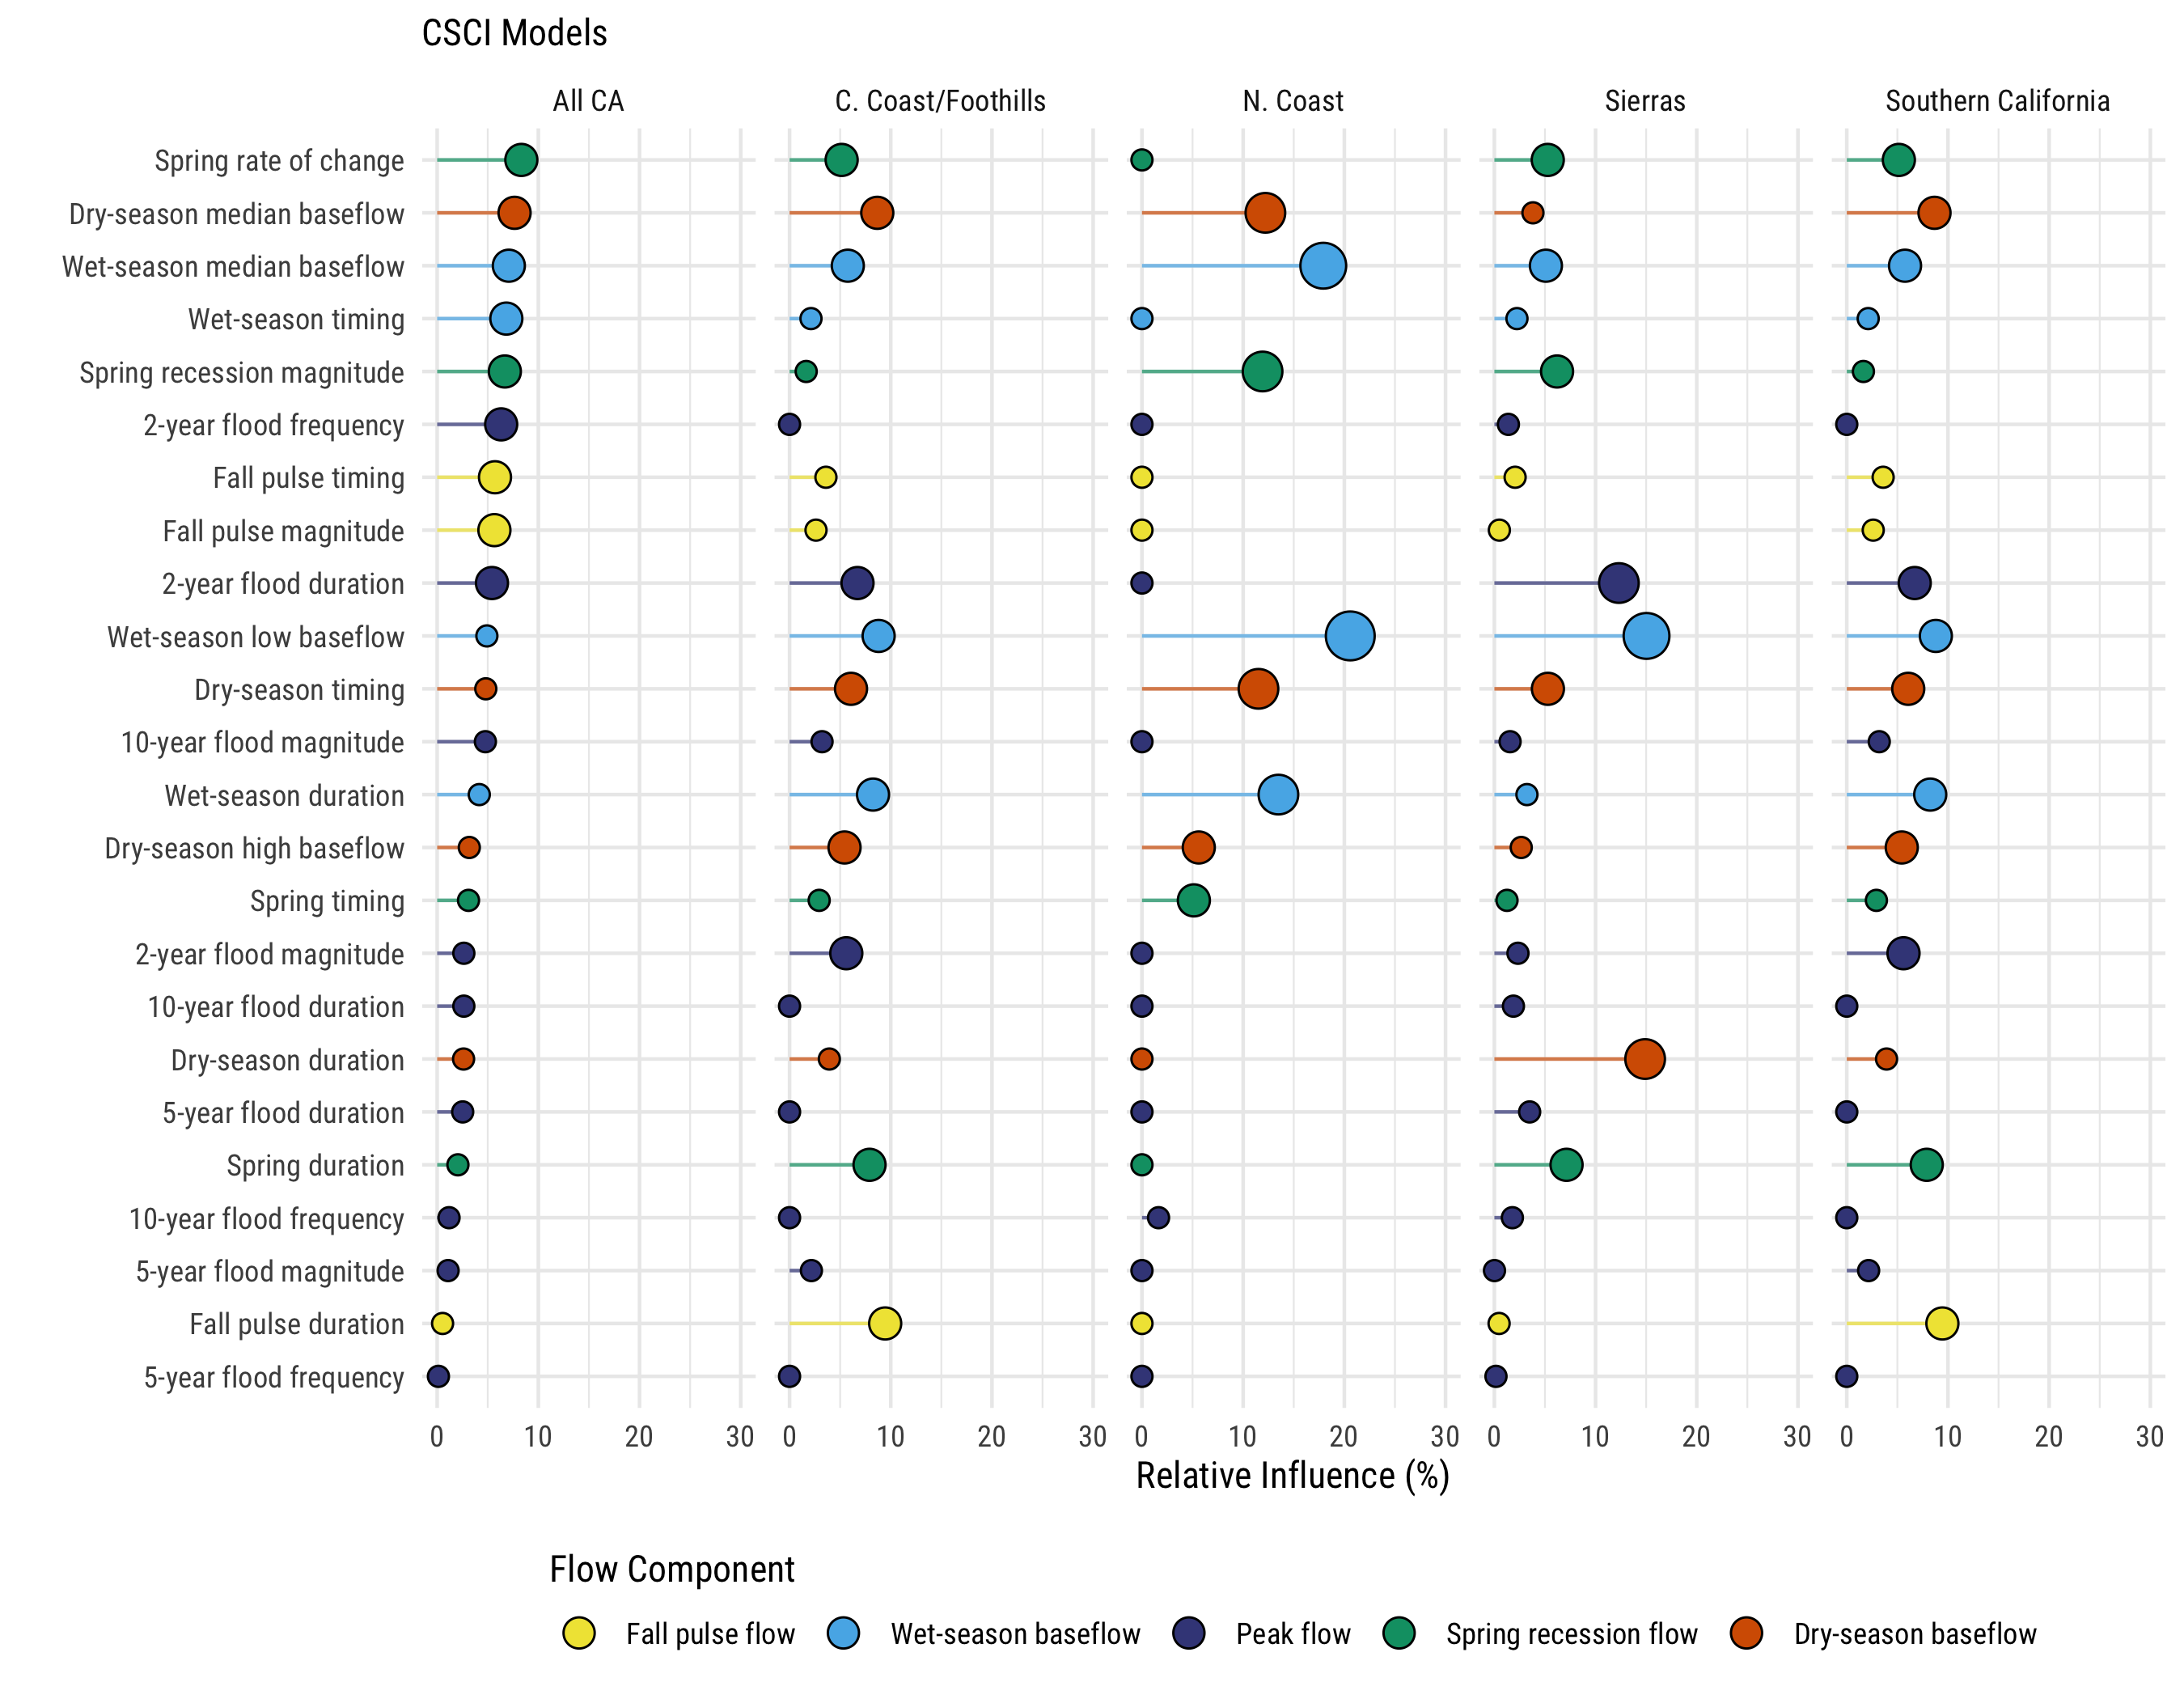 CSCI Models
All CA C. Coast/Foothills N. Coast Sierras Southern California
Spring rate of change
Dry-season median baseflow
Wet-season median baseflow
Wet-season timing
Spring recession magnitude
2-year flood frequency
Fall pulse timing
Fall pulse magnitude
2-year flood duration
Wet-season low baseflow
Dry-season timing
10-year flood magnitude
Wet-season duration
Dry-season high baseflow
Spring timing
2-year flood magnitude
10-year flood duration
Dry-season duration
5-year flood duration
Spring duration
10-year flood frequency
5-year flood magnitude
Fall pulse duration
5-year flood frequency
0 10 20 30 0 10 20 30 0 10 20 30 0 10 20 30 0 10 20 30
Relative Influence (%)
Flow Component
Fall pulse flow Wet-season baseflow Peak flow Spring recession flow Dry-season baseflow